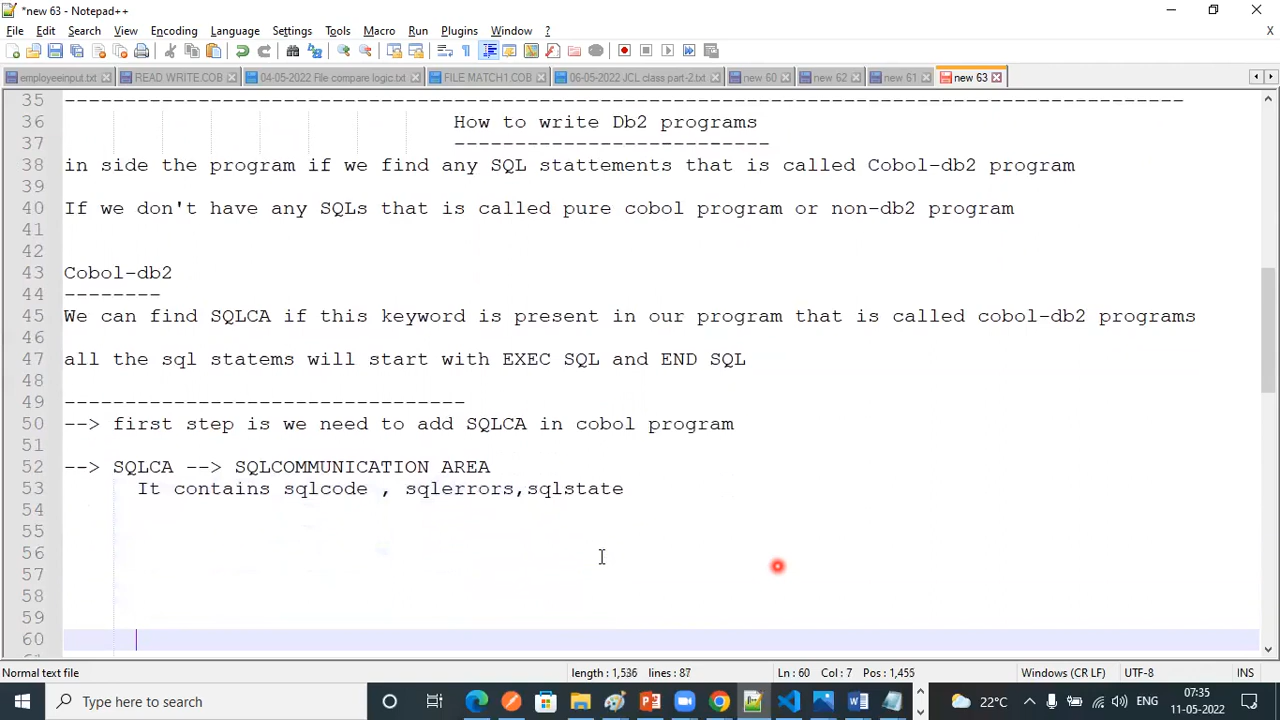 *new 63 - Notepad++
File Edit Search View Encoding Language Settings Tools Macro Run Plugins Window ? X
employeeinput.txt READ WRITE.COB 04-05-2022 File compare logic.txt FILE MATCH1 COB 06-05-2022 JCL class part-2.txt new 60 new 62 new 61 new 63
35 --------------------------------------------------------------------------------------------
36 How to write Db2 programs
37 --------------------------
38 in side the program if we find any SQL stattements that is called Cobol-db2 program
39
40 If we don't have any SQLs that is called pure cobol program or non-db2 program
41
42
43 Cobol-db2
44 --------
45 We can find SQLCA if this keyword is present in our program that is called cobol-db2 programs
46
47 all the sql statems will start with EXEC SQL and END SQL
48
49 ---------------------------------
50 --> first step is we need to add SQLCA in cobol program
51
52 --> SQLCA --> SQLCOMMUNICATION AREA
53 It contains sqlcode , sqlerrors,sqlstate
54
55
56
57
58
59
60
Normal text file length : 1,536 lines : 87 Ln : 60 Col : 7 Pos : 1,455 Windows (CR LF) UTF-8 INS
Type here to search 22°C ENG 07:35
11-05-2022